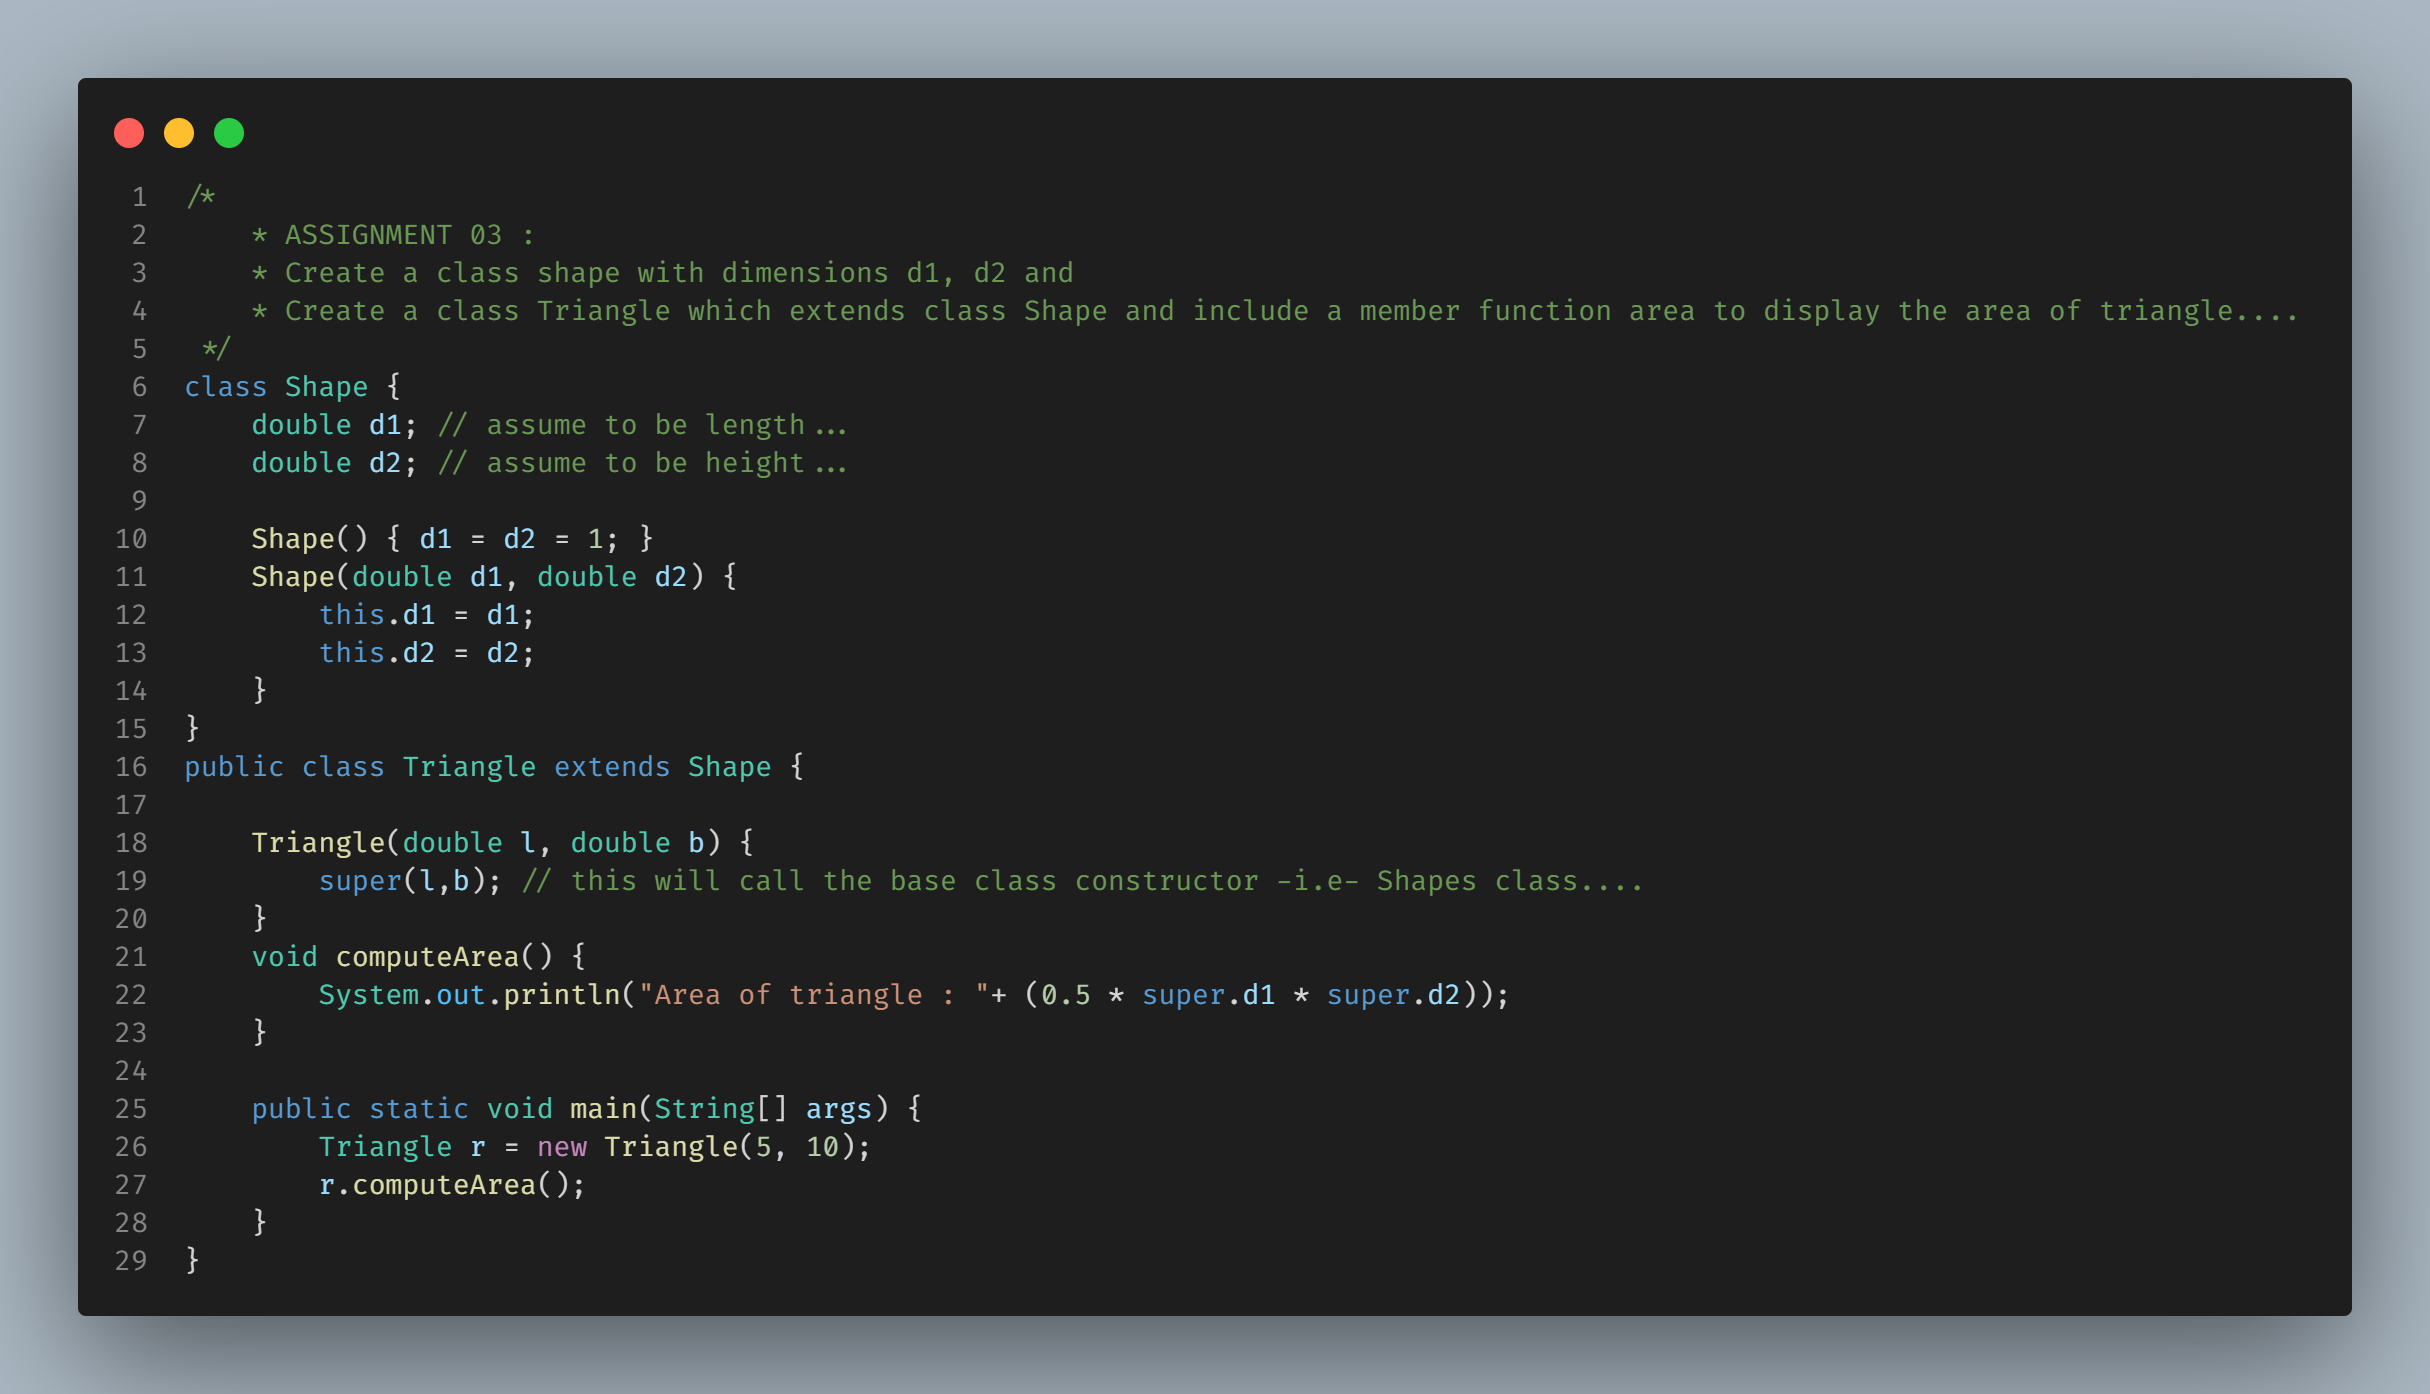 1 /*
2     * ASSIGNMENT 03 :
3     * Create a class shape with dimensions d1, d2 and
4     * Create a class Triangle which extends class Shape and include a member function area to display the area of triangle....
5  */
6 class Shape {
7     double d1; // assume to be length...
8     double d2; // assume to be height...
9
10     Shape() { d1 = d2 = 1; }
11     Shape(double d1, double d2) {
12         this.d1 = d1;
13         this.d2 = d2;
14     }
15 }
16 public class Triangle extends Shape {
17
18     Triangle(double l, double b) {
19         super(l,b); // this will call the base class constructor -i.e- Shapes class....
20     }
21     void computeArea() {
22         System.out.println("Area of triangle : "+ (0.5 * super.d1 * super.d2));
23     }
24
25     public static void main(String[] args) {
26         Triangle r = new Triangle(5, 10);
27         r.computeArea();
28     }
29 }